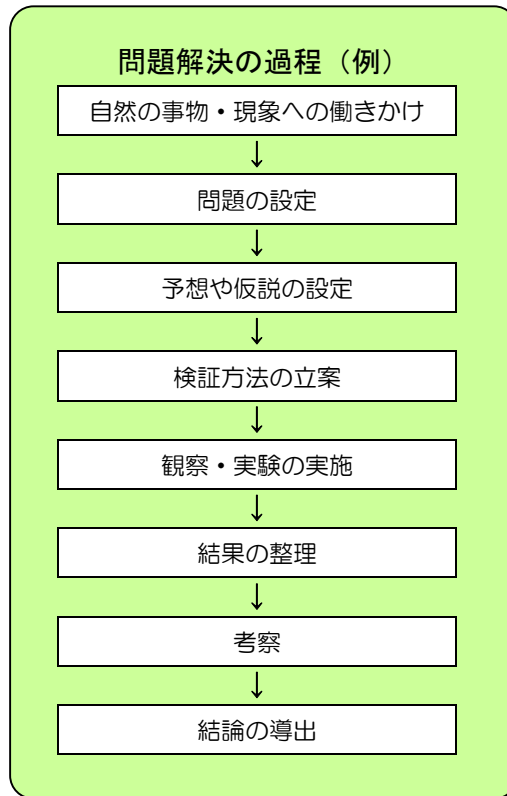 問題解決の過程（例）
自然の事物・現象への働きかけ
↓
問題の設定
↓
予想や仮説の設定
↓
検証方法の立案
↓
観察・実験の実施
↓
結果の整理
↓
考察
↓
結論の導出